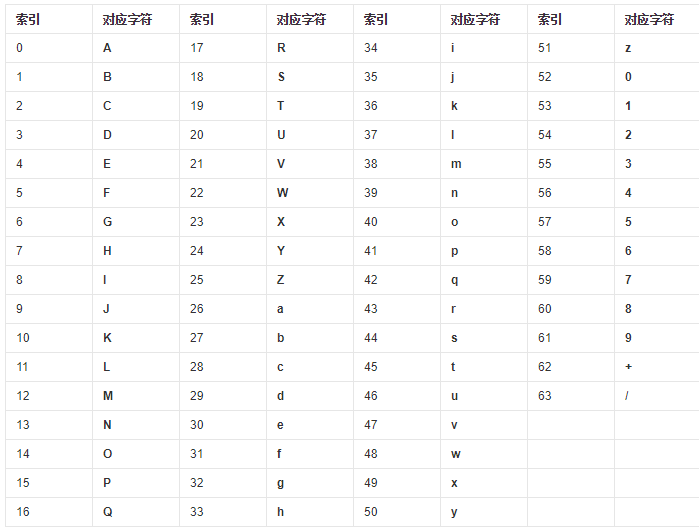 索引 对应字符 索引 对应字符 索引 对应字符 索引 对应字符
0 A 17 R 34 i 51 z
1 B 18 S 35 j 52 0
2 C 19 T 36 k 53 1
3 D 20 U 37 l 54 2
4 E 21 V 38 m 55 3
5 F 22 W 39 n 56 4
6 G 23 X 40 o 57 5
7 H 24 Y 41 p 58 6
8 I 25 Z 42 q 59 7
9 J 26 a 43 r 60 8
10 K 27 b 44 s 61 9
11 L 28 c 45 t 62 +
12 M 29 d 46 u 63 /
13 N 30 e 47 v
14 O 31 f 48 w
15 P 32 g 49 x
16 Q 33 h 50 y